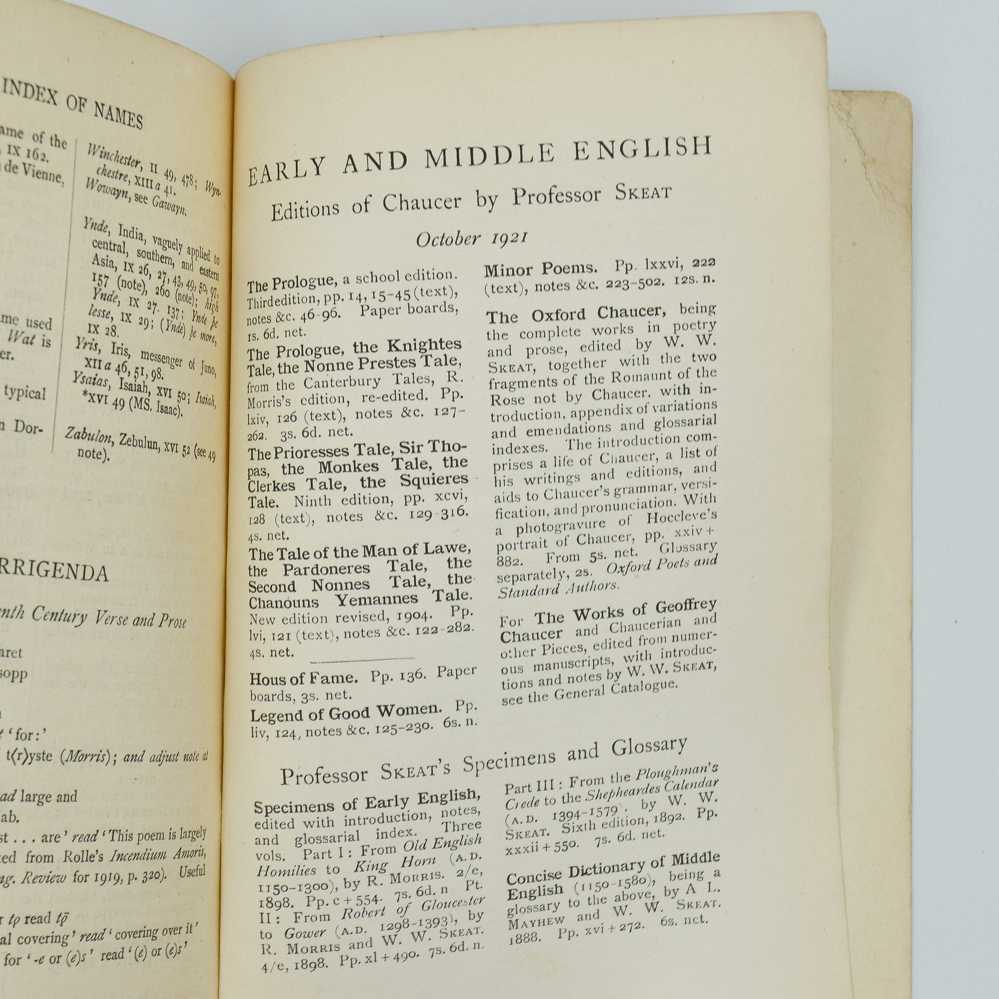 INDEX OF NAMES
ame of the
, IX 162.
de Vienne,
me used
Wat is
er.
typical
n Dor-
Winchester, II 49, 478; Wyn-
chestre, XIII a 41.
Wowayn, see Gawayn.
Ynde, India, vaguely applied to
central, southern, and eastern
Asia, IX 26, 27, 43, 49, 50, 97,
157 (note), 260 (note); high
Ynde, IX 27, 137; Ynde þe
lesse, IX 29; (Ynde) þe more,
IX 28.
Yris, Iris, messenger of Juno,
XII a 46, 51, 98.
Ysaias, Isaiah, XVI 50; Isaiah,
*XVI 49 (MS. Isaac).
Zabulon, Zebulun, XVI 52 (see 49
note).
RRIGENDA
nth Century Verse and Prose
aret
sopp
' for:'
t⟨r⟩yste (Morris); and adjust note at
ad large and
ab.
st . . . are' read 'This poem is largely
ed from Rolle's Incendium Amoris,
ng. Review for 1919, p. 320). Useful
r tp read tp̄
al covering' read 'covering over it'
for '-e or (e)s' read '(e) or (e)s'
EARLY AND MIDDLE ENGLISH
Editions of Chaucer by Professor SKEAT
October 1921
The Prologue, a school edition.
Third edition, pp. 14, 15-45 (text),
notes &c. 46-96. Paper boards,
1s. 6d. net.
The Prologue, the Knightes
Tale, the Nonne Prestes Tale,
from the Canterbury Tales, R.
Morris's edition, re-edited. Pp.
lxiv, 126 (text), notes &c. 127-
262. 3s. 6d. net.
The Prioresses Tale, Sir Tho-
pas, the Monkes Tale, the
Clerkes Tale, the Squieres
Tale. Ninth edition, pp. xcvi,
128 (text), notes &c. 129-316.
4s. net.
The Tale of the Man of Lawe,
the Pardoneres Tale, the
Second Nonnes Tale, the
Chanouns Yemannes Tale.
New edition revised, 1904. Pp.
lvi, 121 (text), notes &c. 122-282.
4s. net.
Hous of Fame. Pp. 136. Paper
boards, 3s. net.
Legend of Good Women. Pp.
liv, 124, notes &c. 125-230. 6s. n.
Minor Poems. Pp. lxxvi, 222
(text), notes &c. 223-502. 12s. n.
The Oxford Chaucer, being
the complete works in poetry
and prose, edited by W. W.
SKEAT, together with the two
fragments of the Romaunt of the
Rose not by Chaucer, with in-
troduction, appendix of variations
and emendations and glossarial
indexes. The introduction com-
prises a life of Chaucer, a list of
his writings and editions, and
aids to Chaucer's grammar, versi-
fication, and pronunciation. With
a photogravure of Hoccleve's
portrait of Chaucer, pp. xxiv +
882. From 5s. net. Glossary
separately, 2s. Oxford Poets and
Standard Authors.
For The Works of Geoffrey
Chaucer and Chaucerian and
other Pieces, edited from numer-
ous manuscripts, with introduc-
tions and notes by W. W. SKEAT,
see the General Catalogue.
Professor SKEAT's Specimens and Glossary
Specimens of Early English,
edited with introduction, notes,
and glossarial index. Three
vols. Part I: From Old English
Homilies to King Horn (A.D.
1150-1300), by R. MORRIS. 2/e,
1898. Pp. c + 554. 7s. 6d. n Pt.
II: From Robert of Gloucester
to Gower (A.D. 1298-1393), by
R. MORRIS and W. W. SKEAT.
4/e, 1898. Pp. xl + 490. 7s. 6d. n.
Part III: From the Ploughman's
Crede to the Shepheardes Calendar
(A.D. 1394-1579). by W. W.
SKEAT. Sixth edition, 1892. Pp.
xxxii + 550. 7s. 6d. net.
Concise Dictionary of Middle
English (1150-1580), being a
glossary to the above, by A L.
MAYHEW and W. W. SKEAT.
1888. Pp. xvi + 272. 6s. net.